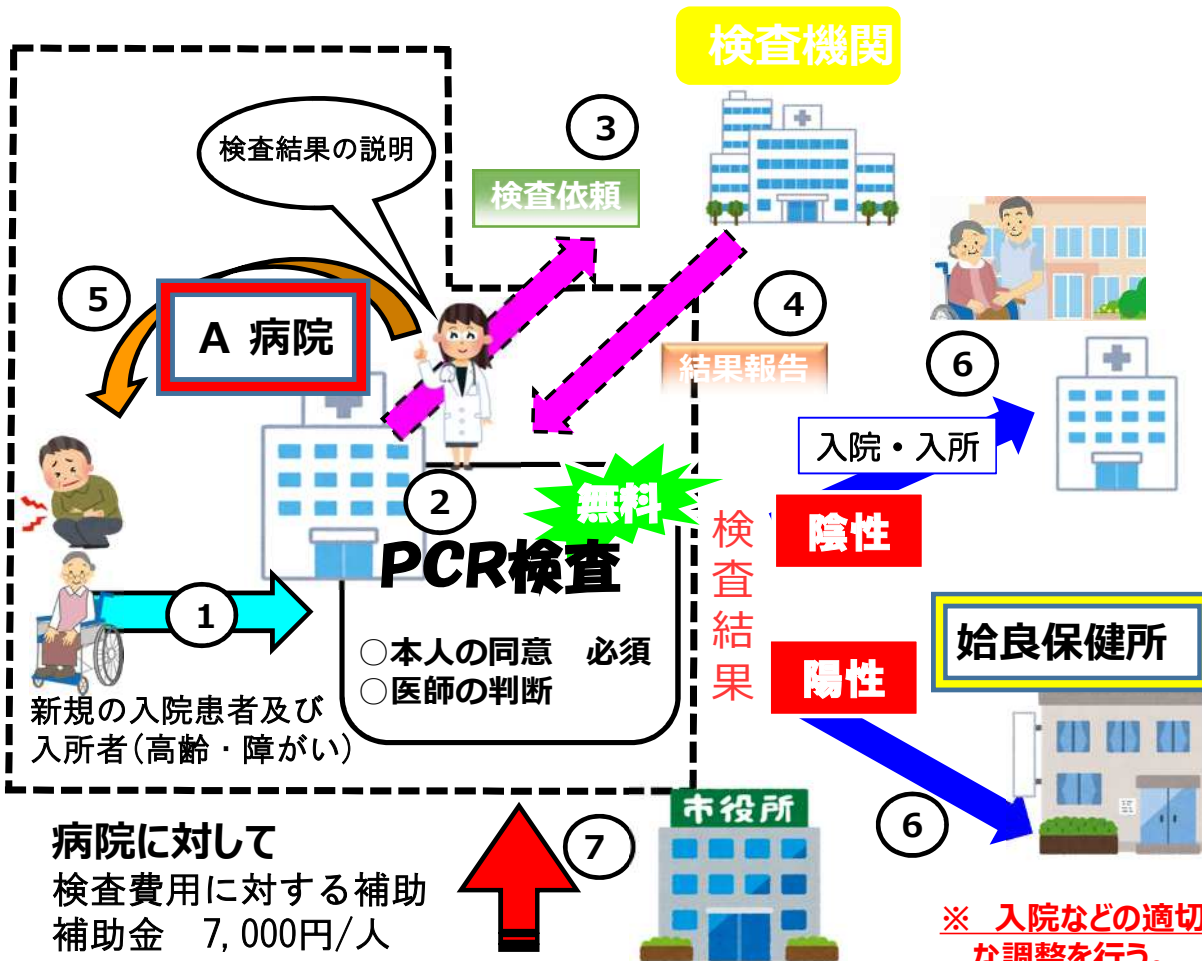 検査機関
③
検査結果の説明
検査依頼
⑤
④
A 病院
結果報告
⑥
入院・入所
②
無料
PCR検査
検査結果
陰性
①
○本人の同意　必須
○医師の判断
陽性
姶良保健所
新規の入院患者及び
入所者(高齢・障がい)
市役所
⑦
⑥
病院に対して
検査費用に対する補助
補助金　7,000円/人
※　入院などの適切
な調整を行う。